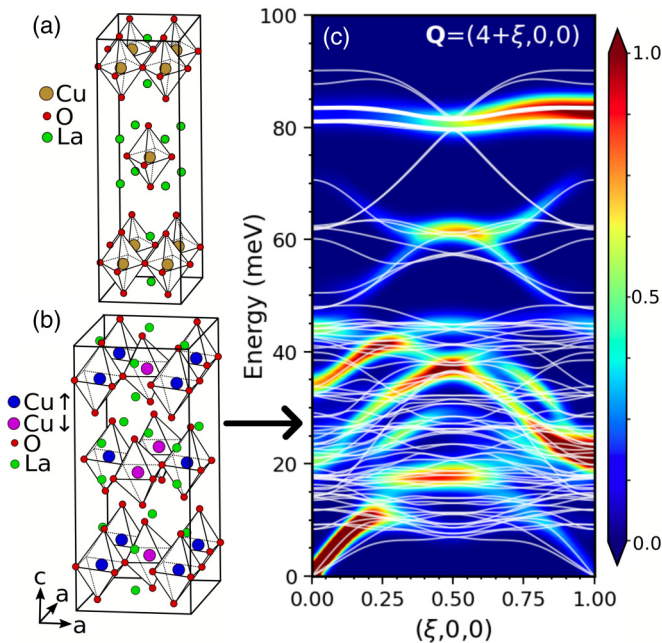 (a)
Cu
O
La
(b)
Cu↑
Cu↓
O
La
c
a
a
(c)
Q=(4+ξ,0,0)
100
80
60
40
20
0
Energy (meV)
0.00
0.25
0.50
0.75
1.00
(ξ,0,0)
1.0
0.5
0.0